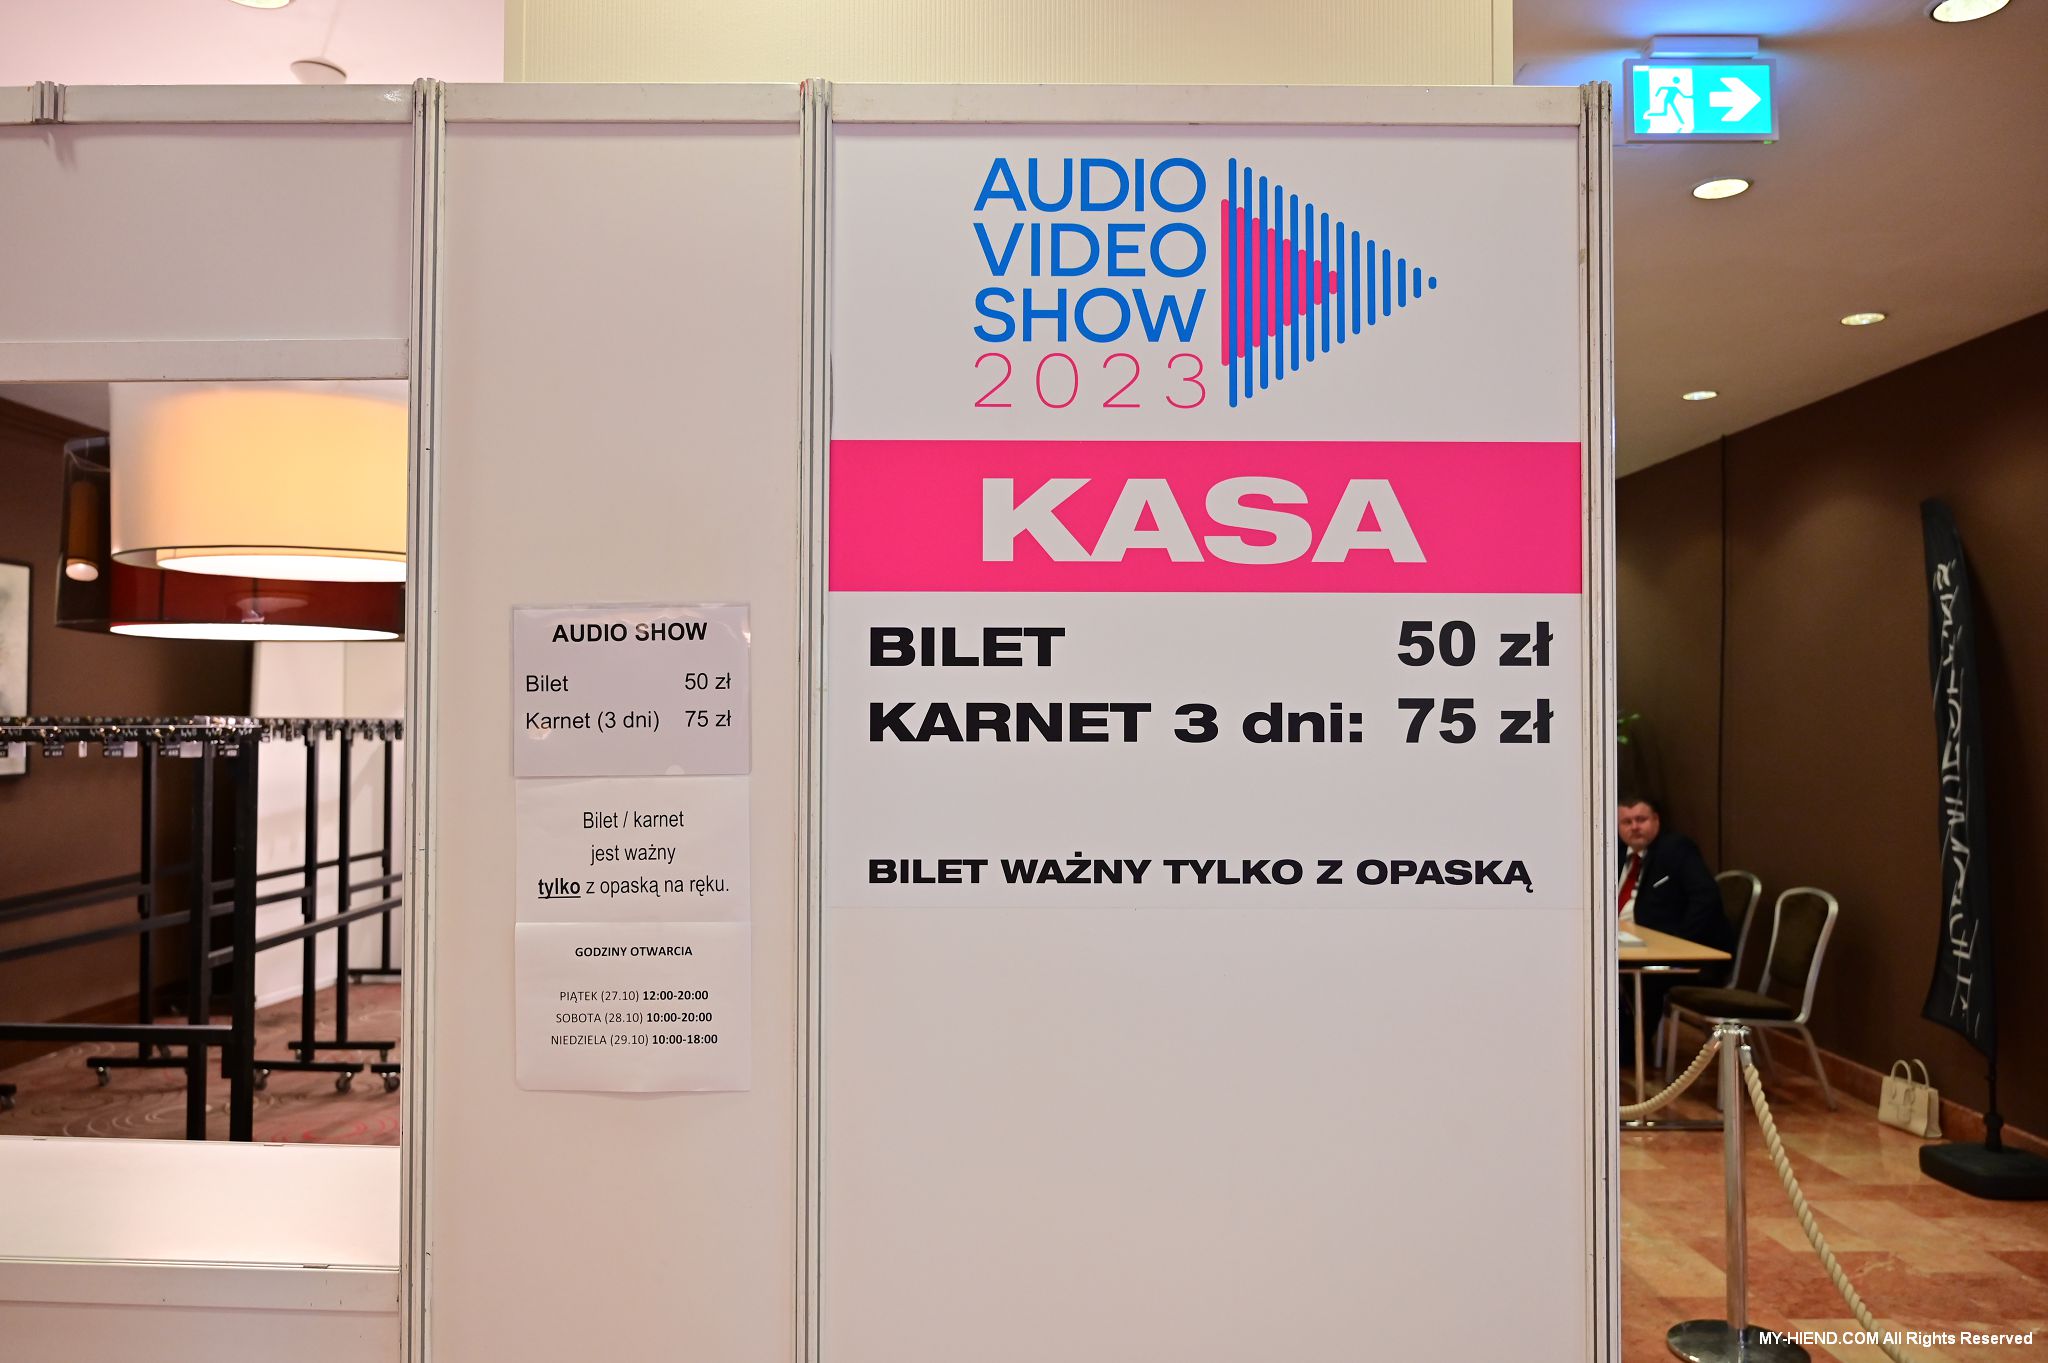 AUDIO
VIDEO
SHOW
2023
KASA
BILET 50 zł
KARNET 3 dni: 75 zł
BILET WAŻNY TYLKO Z OPASKĄ
AUDIO SHOW
Bilet 50 zł
Karnet (3 dni) 75 zł
Bilet / karnet
jest ważny
tylko z opaską na ręku.
GODZINY OTWARCIA
PIĄTEK (27.10) 12:00-20:00
SOBOTA (28.10) 10:00-20:00
NIEDZIELA (29.10) 10:00-18:00
MY-HIEND.COM All Rights Reserved